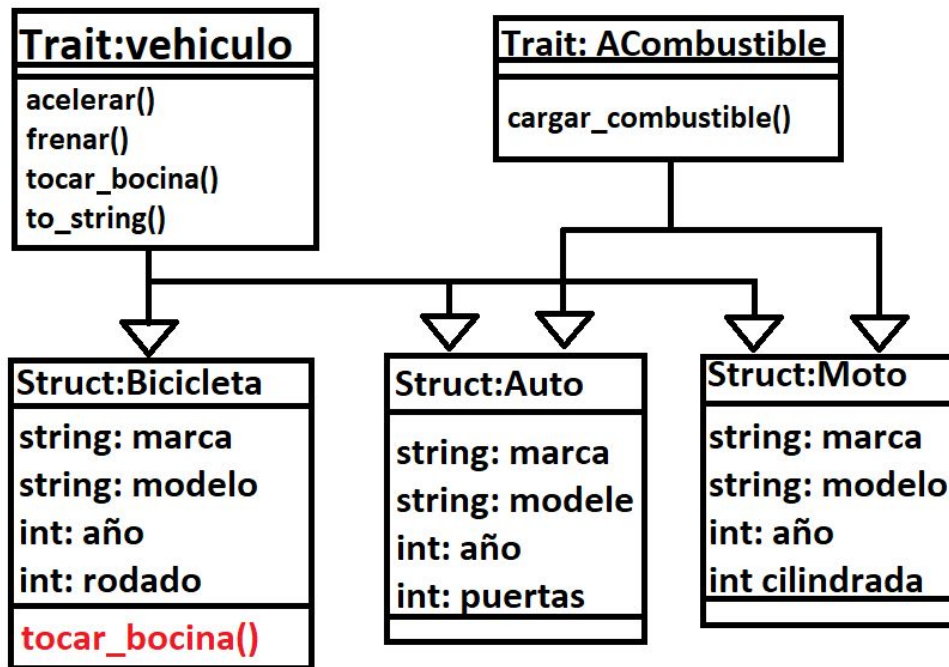 Trait:vehiculo
acelerar()
frenar()
tocar_bocina()
to_string()
Trait: ACombustible
cargar_combustible()
Struct:Bicicleta
string: marca
string: modelo
int: año
int: rodado
tocar_bocina()
Struct:Auto
string: marca
string: modele
int: año
int: puertas
Struct:Moto
string: marca
string: modelo
int: año
int cilindrada